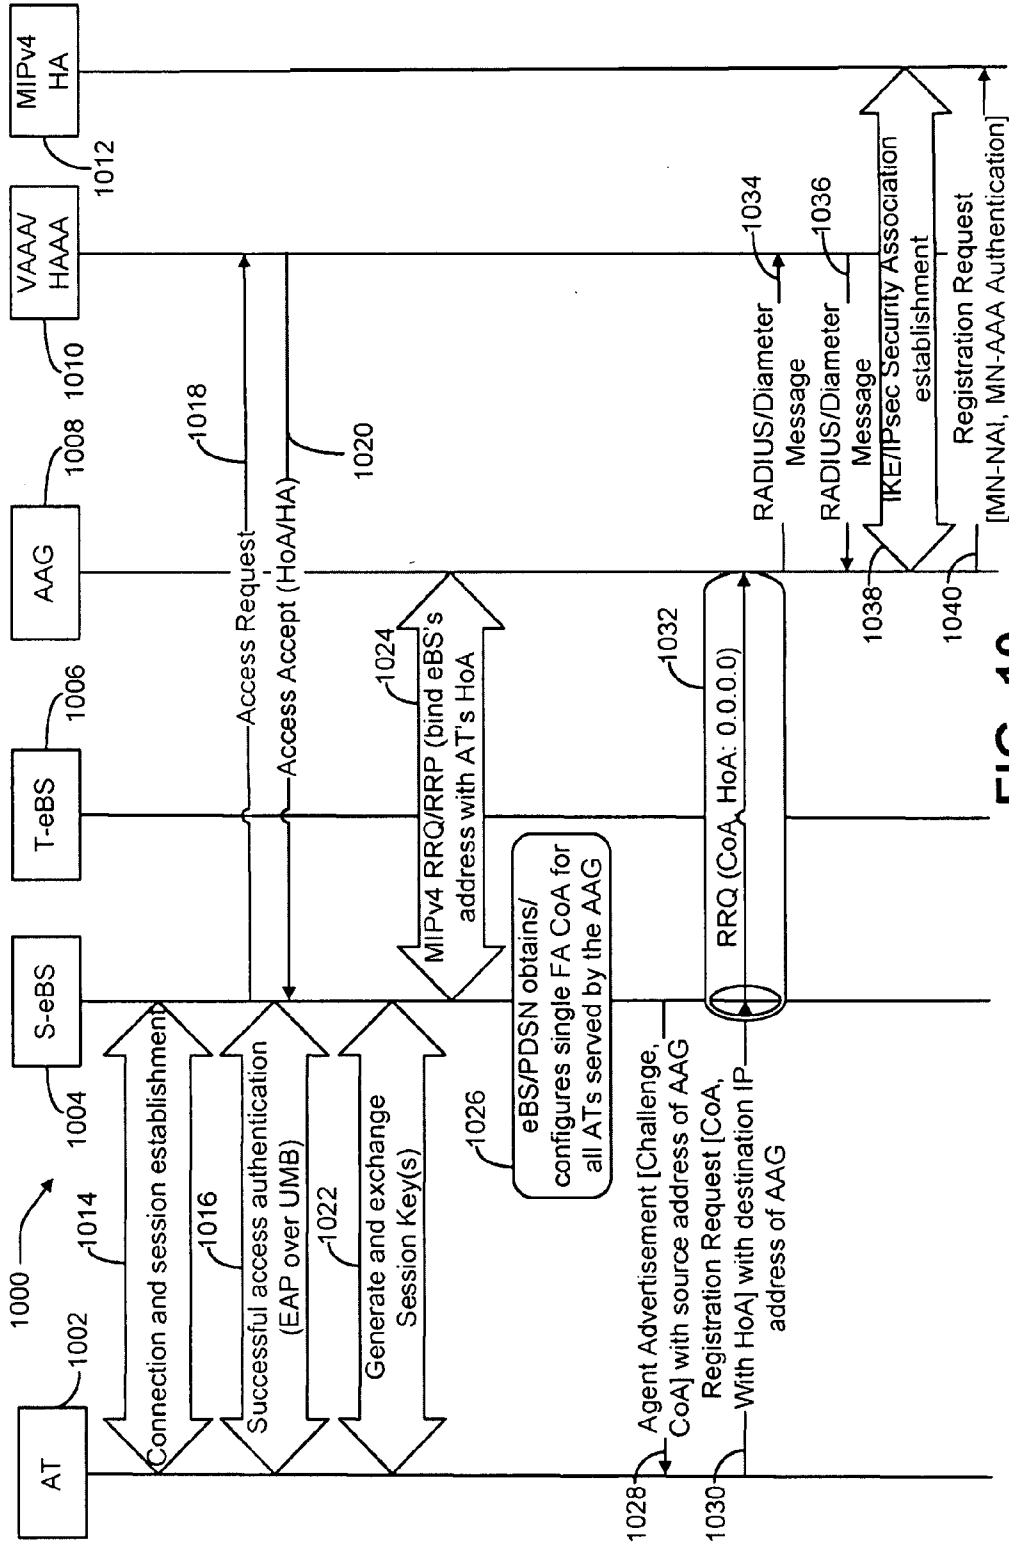 1000
AT
1002
S-eBS
1004
T-eBS
1006
AAG
1008
VAAA/
HAAA
1010
MIPv4
HA
1012
1014
Connection and session establishment
1016
Successful access authentication
(EAP over UMB)
1018
Access Request
Access Accept (HoA/HA)
1020
1022
Generate and exchange
Session Key(s)
1024
MIPv4 RRQ/RRP (bind eBS's
address with AT's HoA
1026
eBS/PDSN obtains/
configures single FA CoA for
all ATs served by the AAG
1028
Agent Advertisement [Challenge,
CoA] with source address of AAG
1030
Registration Request [CoA,
With HoA] with destination IP
address of AAG
1032
RRQ (CoA, HoA: 0.0.0.0)
RADIUS/Diameter
Message
1034
RADIUS/Diameter
Message
1036
1038
IKE/IPsec Security Association
establishment
1040
Registration Request
[MN-NAI, MN-AAA Authentication]